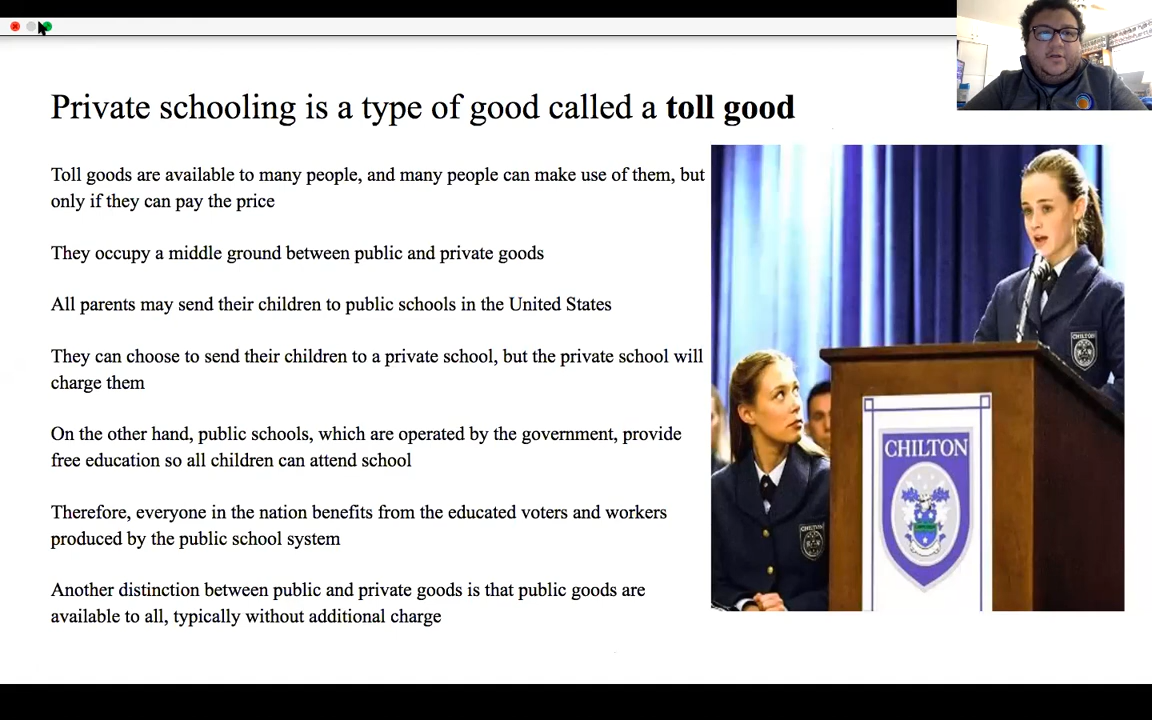 Private schooling is a type of good called a toll good
Toll goods are available to many people, and many people can make use of them, but
only if they can pay the price
They occupy a middle ground between public and private goods
All parents may send their children to public schools in the United States
They can choose to send their children to a private school, but the private school will
charge them
On the other hand, public schools, which are operated by the government, provide
free education so all children can attend school
Therefore, everyone in the nation benefits from the educated voters and workers
produced by the public school system
Another distinction between public and private goods is that public goods are
available to all, typically without additional charge
CHILTON
CHILTON
CHILTON